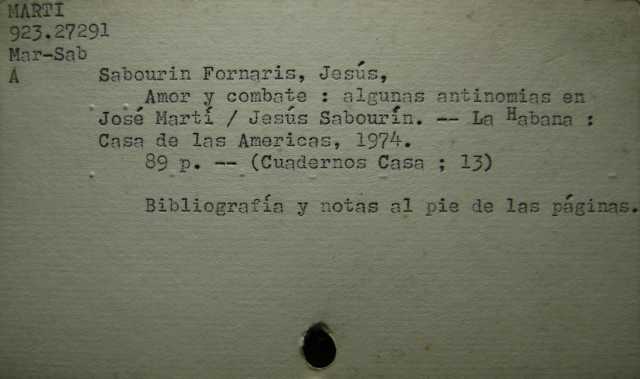 MARTI
923.27291
Mar-Sab
A Sabourin Fornaris, Jesús,
Amor y combate : algunas antinomias en
José Martí / Jesús Sabourín. -- La Habana :
Casa de las Americas, 1974.
89 p. -- (Cuadernos Casa ; 13)
Bibliografía y notas al pie de las páginas.